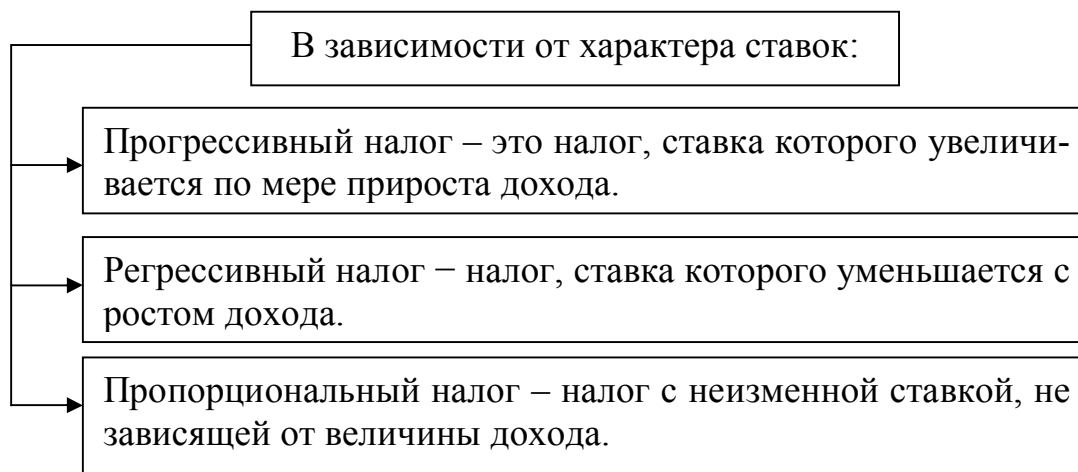 В зависимости от характера ставок:
Прогрессивный налог – это налог, ставка которого увеличи-
вается по мере прироста дохода.
Регрессивный налог − налог, ставка которого уменьшается с
ростом дохода.
Пропорциональный налог – налог с неизменной ставкой, не
зависящей от величины дохода.